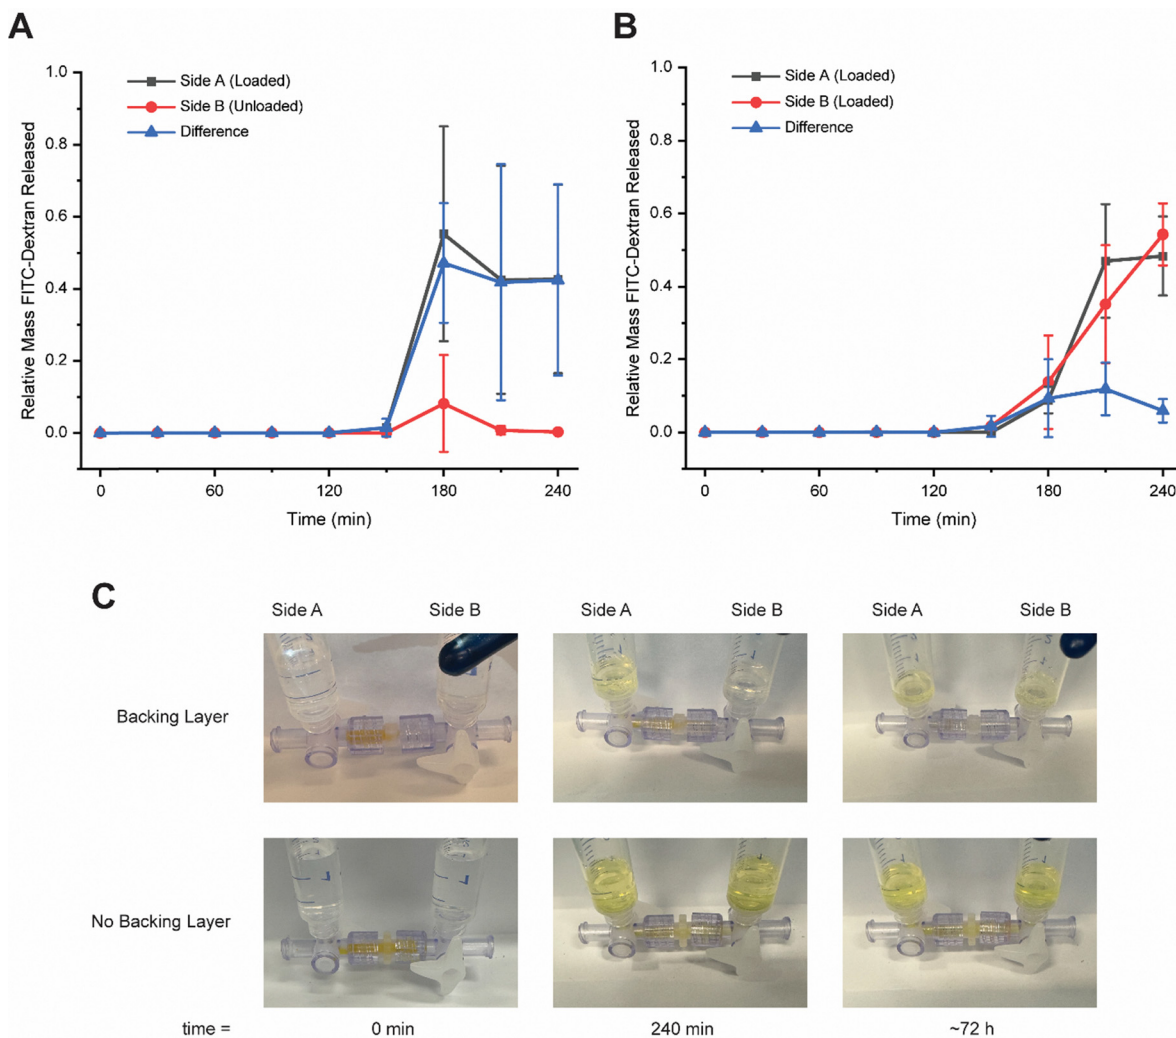 A
B
1.0
0.8
0.6
0.4
0.2
0.0
Relative Mass FITC-Dextran Released
Side A (Loaded)
Side B (Unloaded)
Difference
0
60
120
180
240
Time (min)
1.0
0.8
0.6
0.4
0.2
0.0
Relative Mass FITC-Dextran Released
Side A (Loaded)
Side B (Loaded)
Difference
0
60
120
180
240
Time (min)
C
Side A
Side B
Side A
Side B
Side A
Side B
Backing Layer
No Backing Layer
time =
0 min
240 min
~72 h